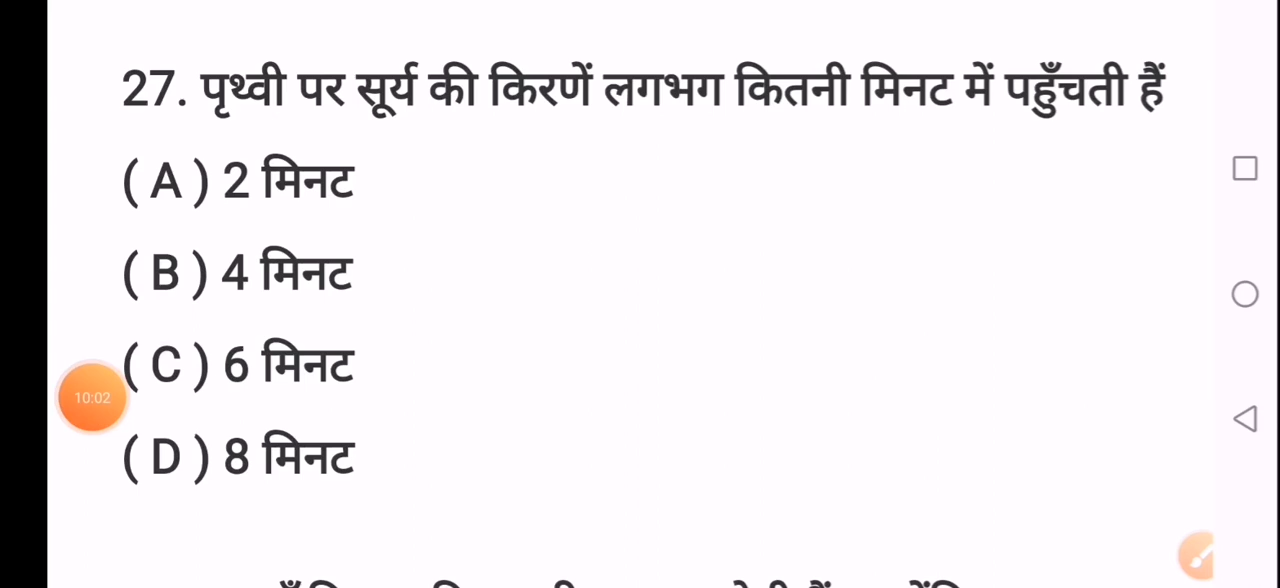 27. पृथ्वी पर सूर्य की किरणें लगभग कितनी मिनट में पहुँचती हैं
( A ) 2 मिनट
( B ) 4 मिनट
( C ) 6 मिनट
10:02
( D ) 8 मिनट